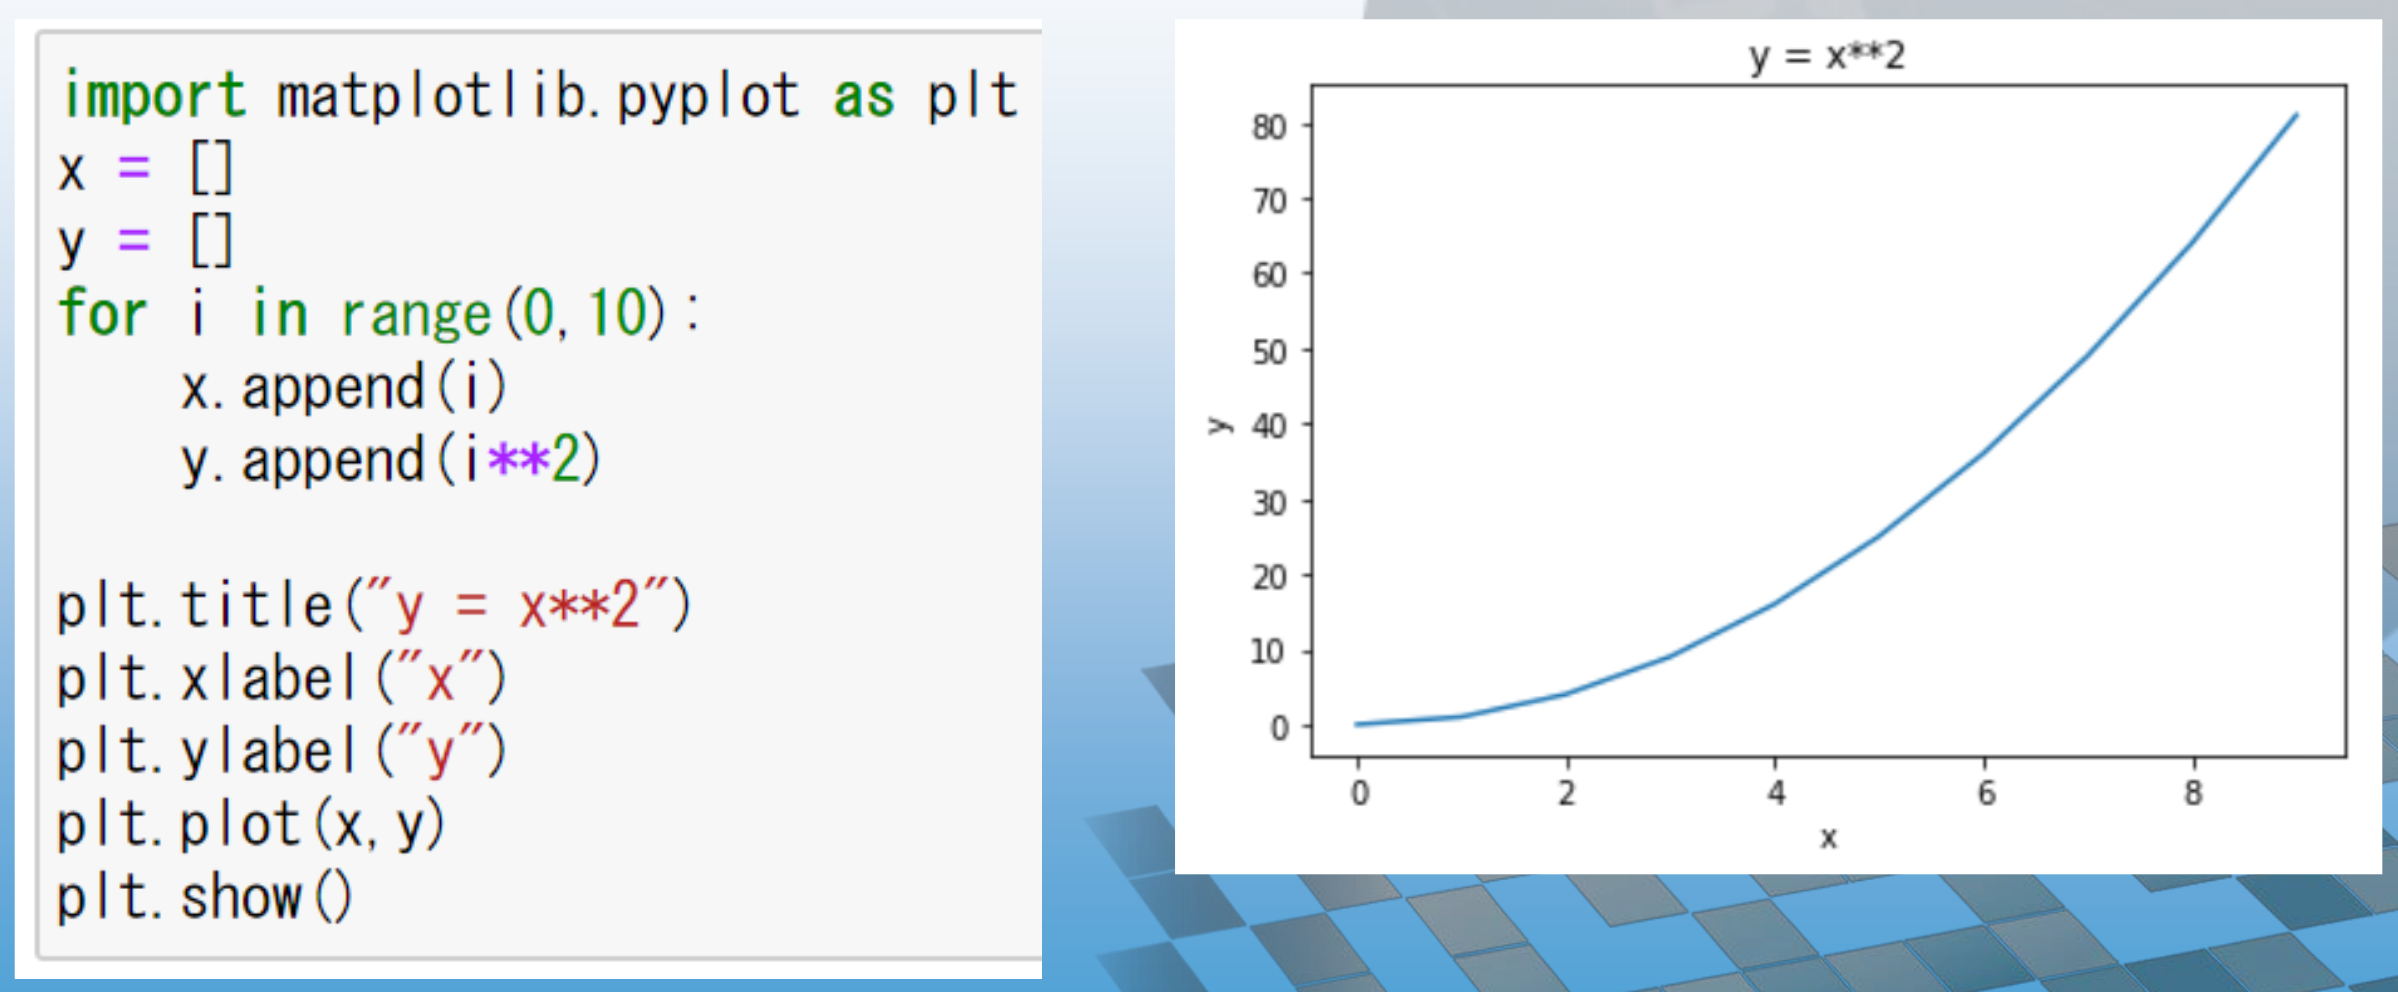 import matplotlib.pyplot as plt
x = []
y = []
for i in range(0,10):
    x.append(i)
    y.append(i**2)

plt.title("y = x**2")
plt.xlabel("x")
plt.ylabel("y")
plt.plot(x,y)
plt.show()
y = x**2
80
70
60
50
40
30
20
10
0
y
0 2 4 6 8
x